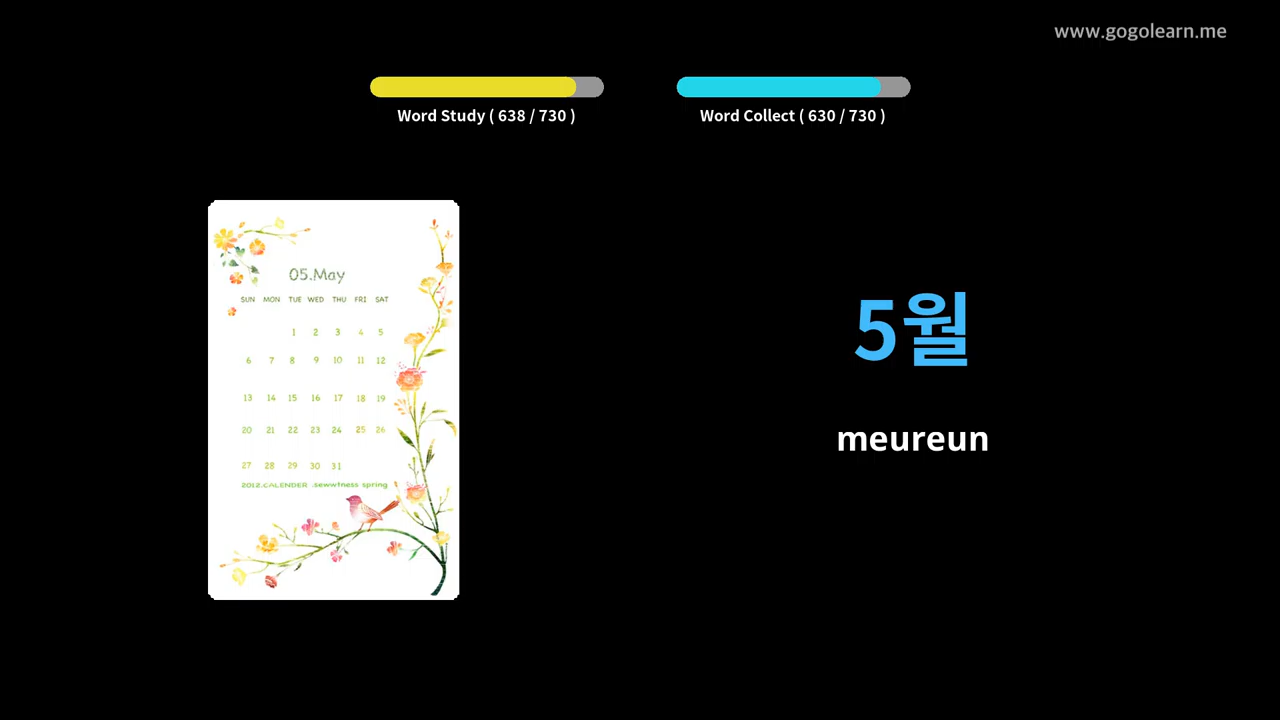 www.gogolearn.me
Word Study ( 638 / 730 )
Word Collect ( 630 / 730 )
05.May
SUN MON TUE WED THU FRI SAT
1 2 3 4 5
6 7 8 9 10 11 12
13 14 15 16 17 18 19
20 21 22 23 24 25 26
27 28 29 30 31
2012.CALENDER .sewwtness spring
5월
meureun